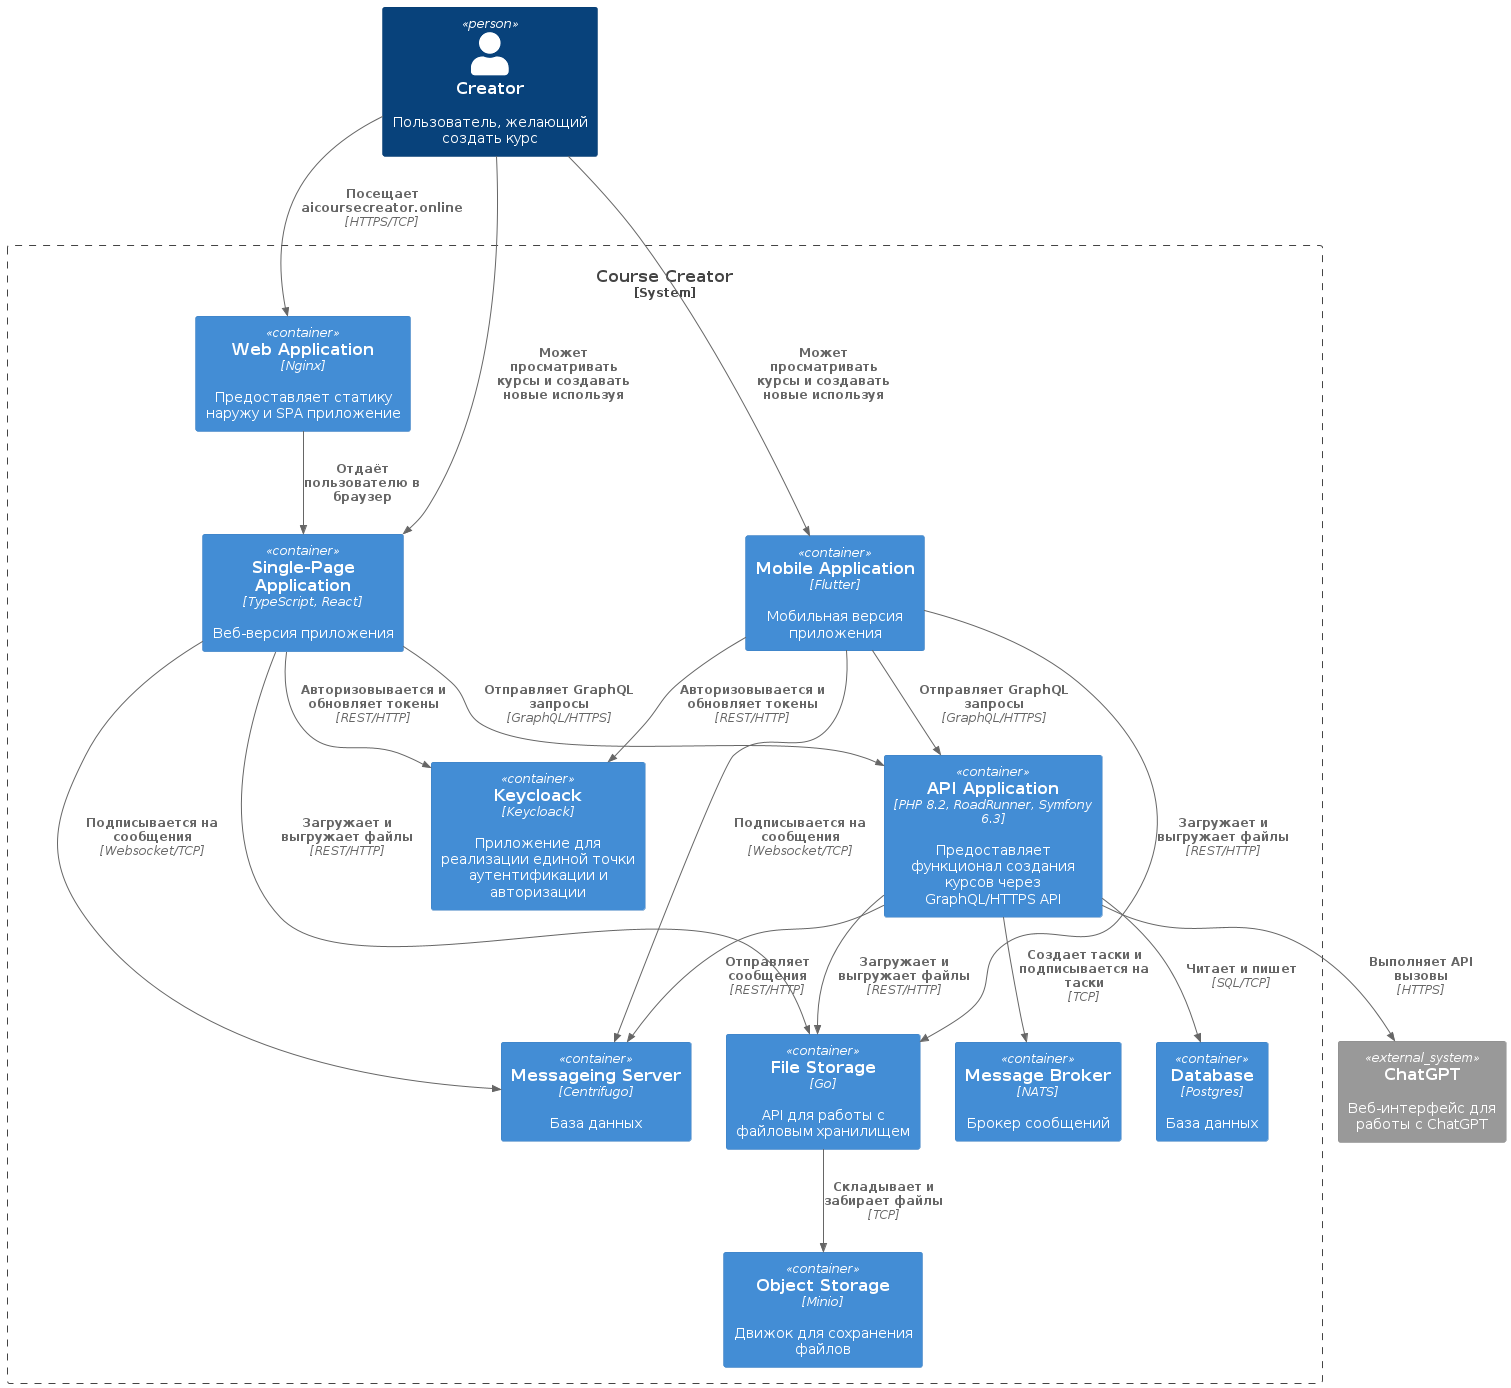 «person»
Creator
Пользователь, желающий
создать курс
Посещает
aicoursecreator.online
[HTTPS/TCP]
Course Creator
[System]
«container»
Web Application
[Nginx]
Предоставляет статику
наружу и SPA приложение
Может
просматривать
курсы и создавать
новые используя
Может
просматривать
курсы и создавать
новые используя
Отдаёт
пользователю в
браузер
«container»
Single-Page
Application
[TypeScript, React]
Веб-версия приложения
«container»
Mobile Application
[Flutter]
Мобильная версия
приложения
Авторизовывается и
обновляет токены
[REST/HTTP]
Отправляет GraphQL
запросы
[GraphQL/HTTPS]
Авторизовывается и
обновляет токены
[REST/HTTP]
Отправляет GraphQL
запросы
[GraphQL/HTTPS]
Подписывается на
сообщения
[Websocket/TCP]
Загружает и
выгружает файлы
[REST/HTTP]
«container»
Keycloack
[Keycloack]
Приложение для
реализации единой точки
аутентификации и
авторизации
Подписывается на
сообщения
[Websocket/TCP]
«container»
API Application
[PHP 8.2, RoadRunner, Symfony
6.3]
Предоставляет
функционал создания
курсов через
GraphQL/HTTPS API
Загружает и
выгружает файлы
[REST/HTTP]
Отправляет
сообщения
[REST/HTTP]
Загружает и
выгружает файлы
[REST/HTTP]
Создает таски и
подписывается на
таски
[TCP]
Читает и пишет
[SQL/TCP]
Выполняет API
вызовы
[HTTPS]
«container»
Messageing Server
[Centrifugo]
База данных
«container»
File Storage
[Go]
API для работы с
файловым хранилищем
«container»
Message Broker
[NATS]
Брокер сообщений
«container»
Database
[Postgres]
База данных
«external_system»
ChatGPT
Веб-интерфейс для
работы с ChatGPT
Складывает и
забирает файлы
[TCP]
«container»
Object Storage
[Minio]
Движок для сохранения
файлов